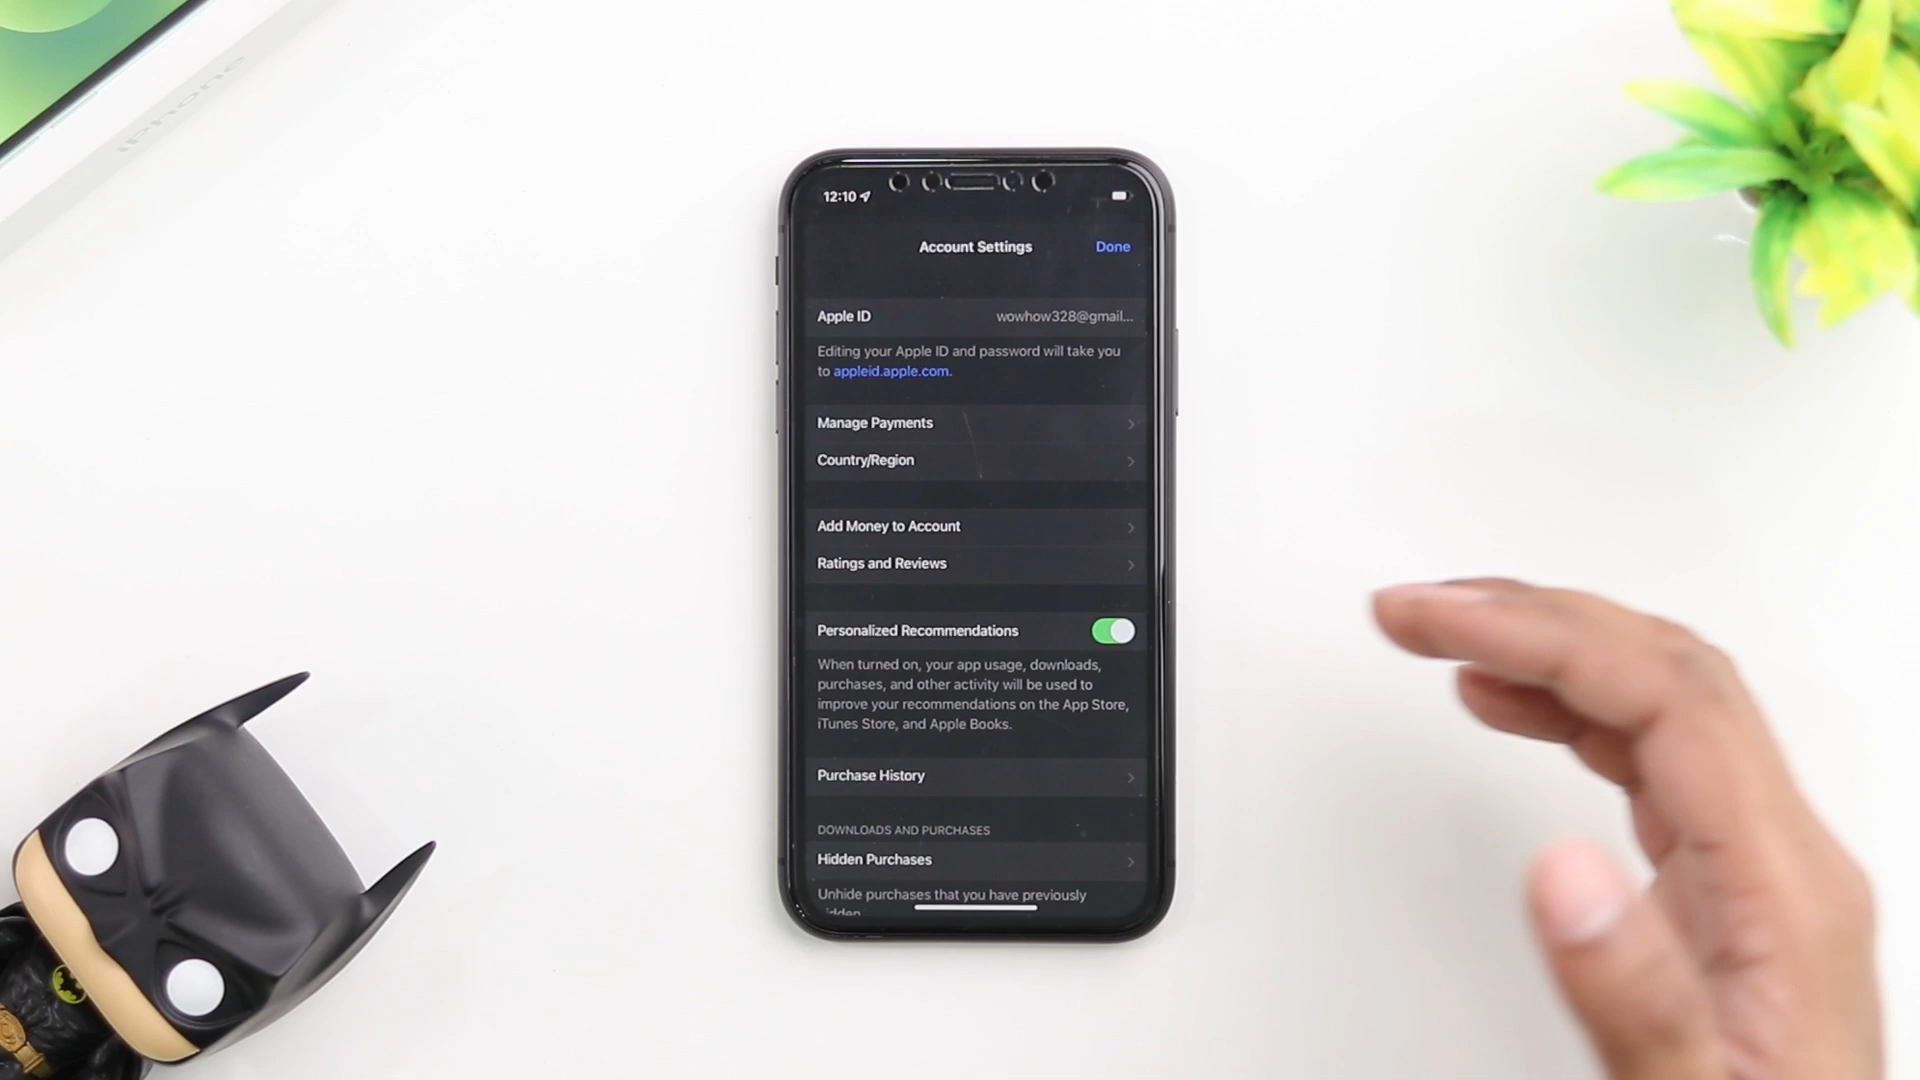 iPhone
12:10
Account Settings
Done
Apple ID
wowhow328@gmail...
Editing your Apple ID and password will take you
to appleid.apple.com.
Manage Payments
Country/Region
Add Money to Account
Ratings and Reviews
Personalized Recommendations
When turned on, your app usage, downloads,
purchases, and other activity will be used to
improve your recommendations on the App Store,
iTunes Store, and Apple Books.
Purchase History
DOWNLOADS AND PURCHASES
Hidden Purchases
Unhide purchases that you have previously
hidden